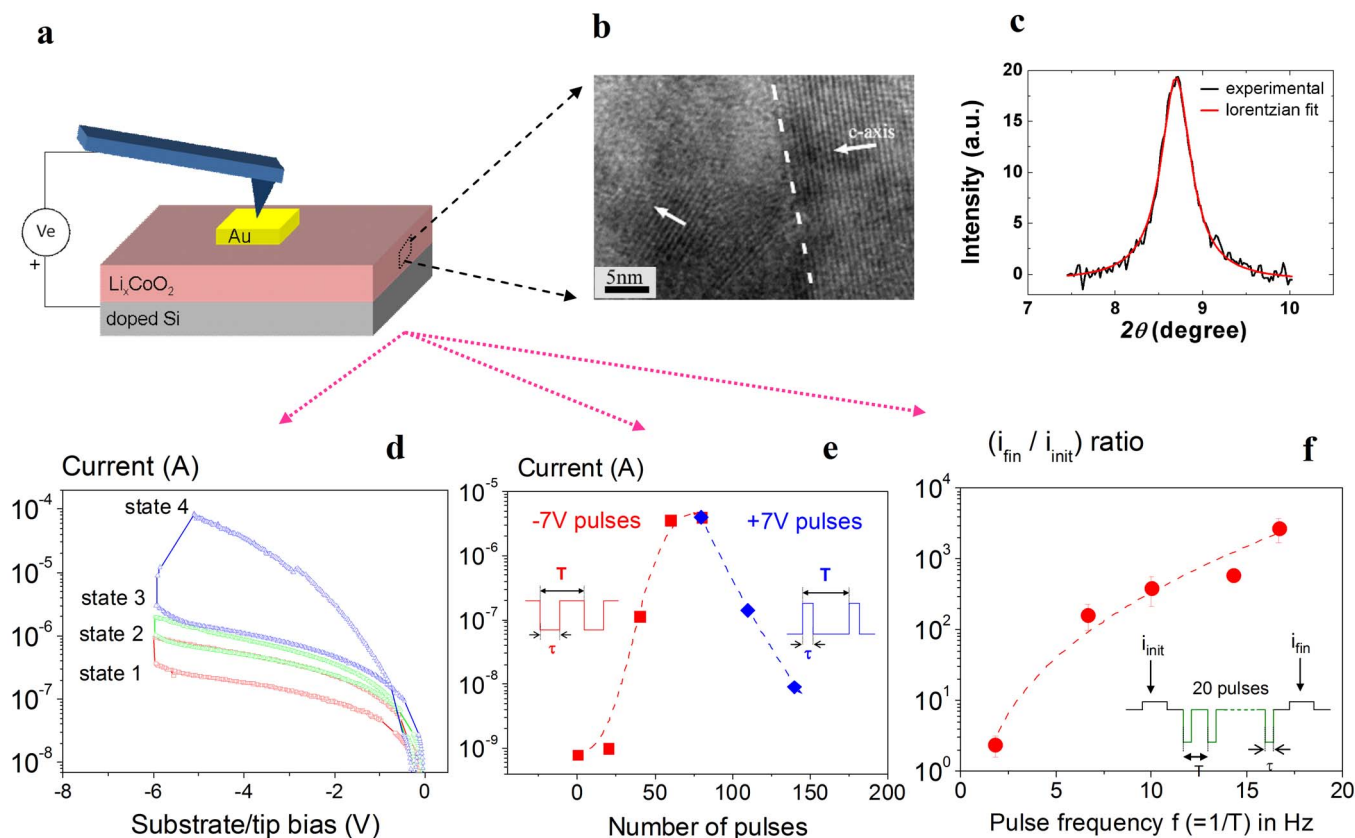 a
Ve
+
Au
LiₓCoO₂
doped Si
b
c-axis
5nm
c
Intensity (a.u.)
20
15
10
5
0
experimental
lorentzian fit
7
8
9
10
2θ (degree)
d
Current (A)
10⁻⁴
10⁻⁵
10⁻⁶
10⁻⁷
10⁻⁸
state 4
state 3
state 2
state 1
-8
-6
-4
-2
0
Substrate/tip bias (V)
e
Current (A)
10⁻⁵
10⁻⁶
10⁻⁷
10⁻⁸
10⁻⁹
-7V pulses
+7V pulses
T
τ
T
τ
0
50
100
150
200
Number of pulses
f
(i_fin / i_init) ratio
10⁴
10³
10²
10¹
10⁰
i_init
i_fin
20 pulses
T
τ
0
5
10
15
20
Pulse frequency f (=1/T) in Hz